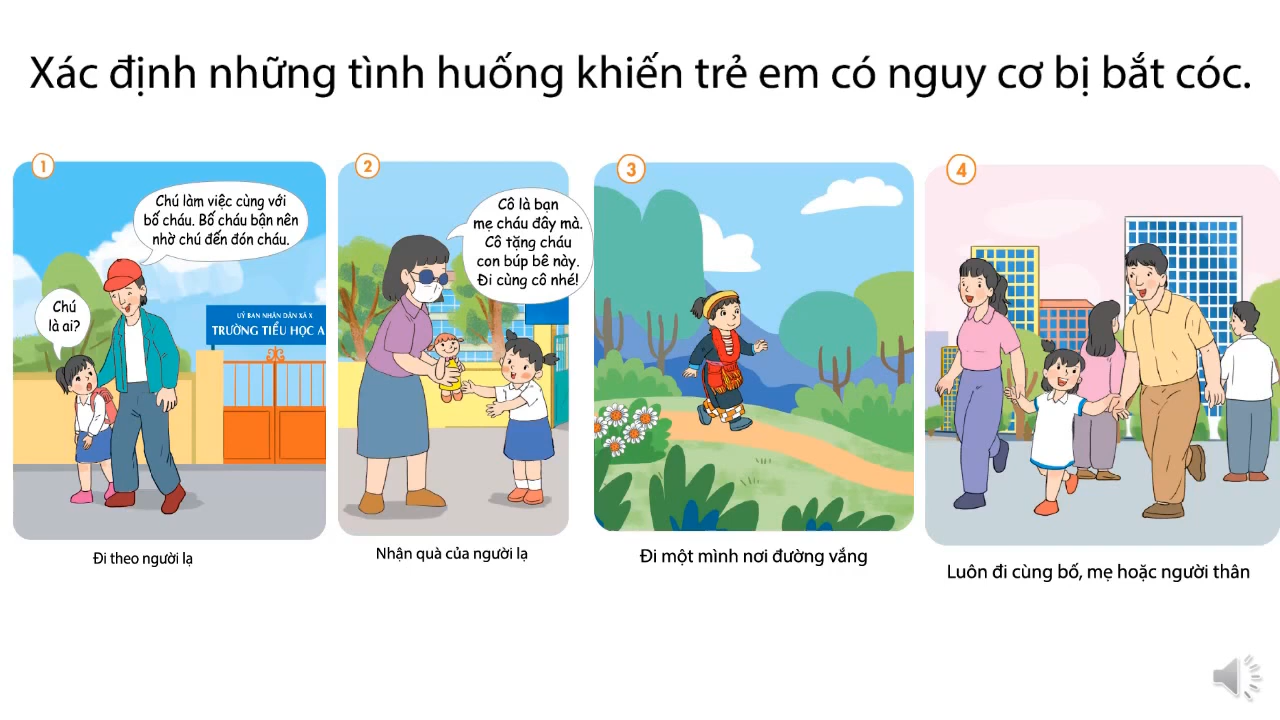 Xác định những tình huống khiến trẻ em có nguy cơ bị bắt cóc.
1
Chú làm việc cùng với
bố cháu. Bố cháu bận nên
nhờ chú đến đón cháu.
Chú
là ai?
UỶ BAN NHÂN DÂN XÃ X
TRƯỜNG TIỂU HỌC A
Đi theo người lạ
2
Cô là bạn
mẹ cháu đây mà.
Cô tặng cháu
con búp bê này.
Đi cùng cô nhé!
Nhận quà của người lạ
3
Đi một mình nơi đường vắng
4
Luôn đi cùng bố, mẹ hoặc người thân